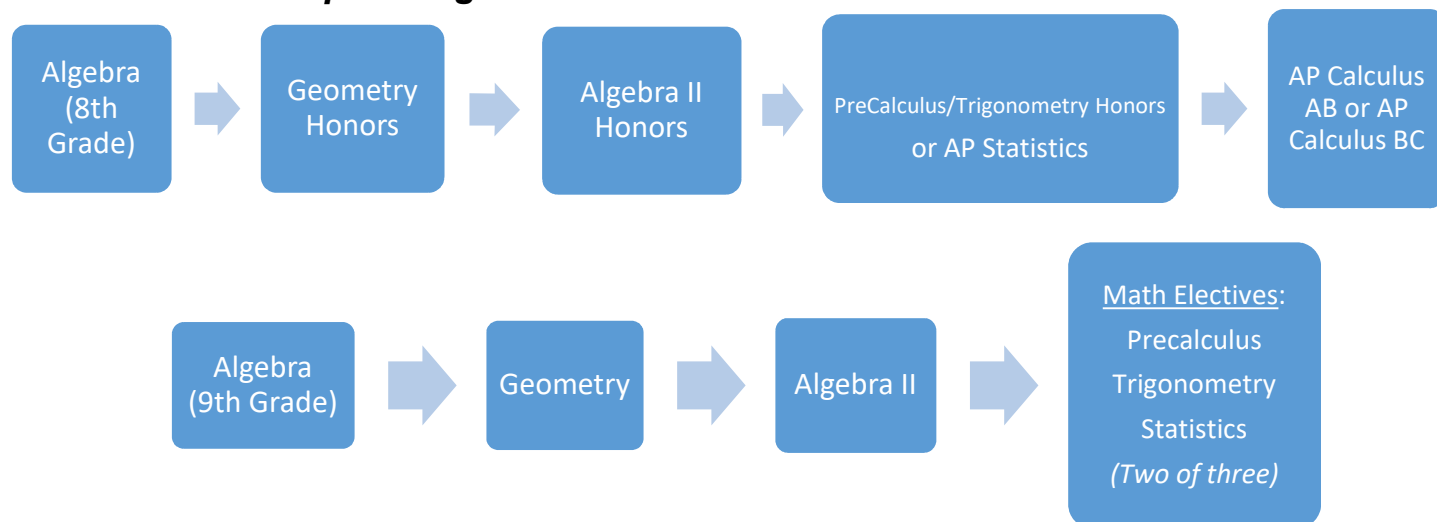 Algebra
(8th
Grade)
Geometry
Honors
Algebra II
Honors
PreCalculus/Trigonometry Honors
or AP Statistics
AP Calculus
AB or AP
Calculus BC
Algebra
(9th Grade)
Geometry
Algebra II
Math Electives:
Precalculus
Trigonometry
Statistics
(Two of three)